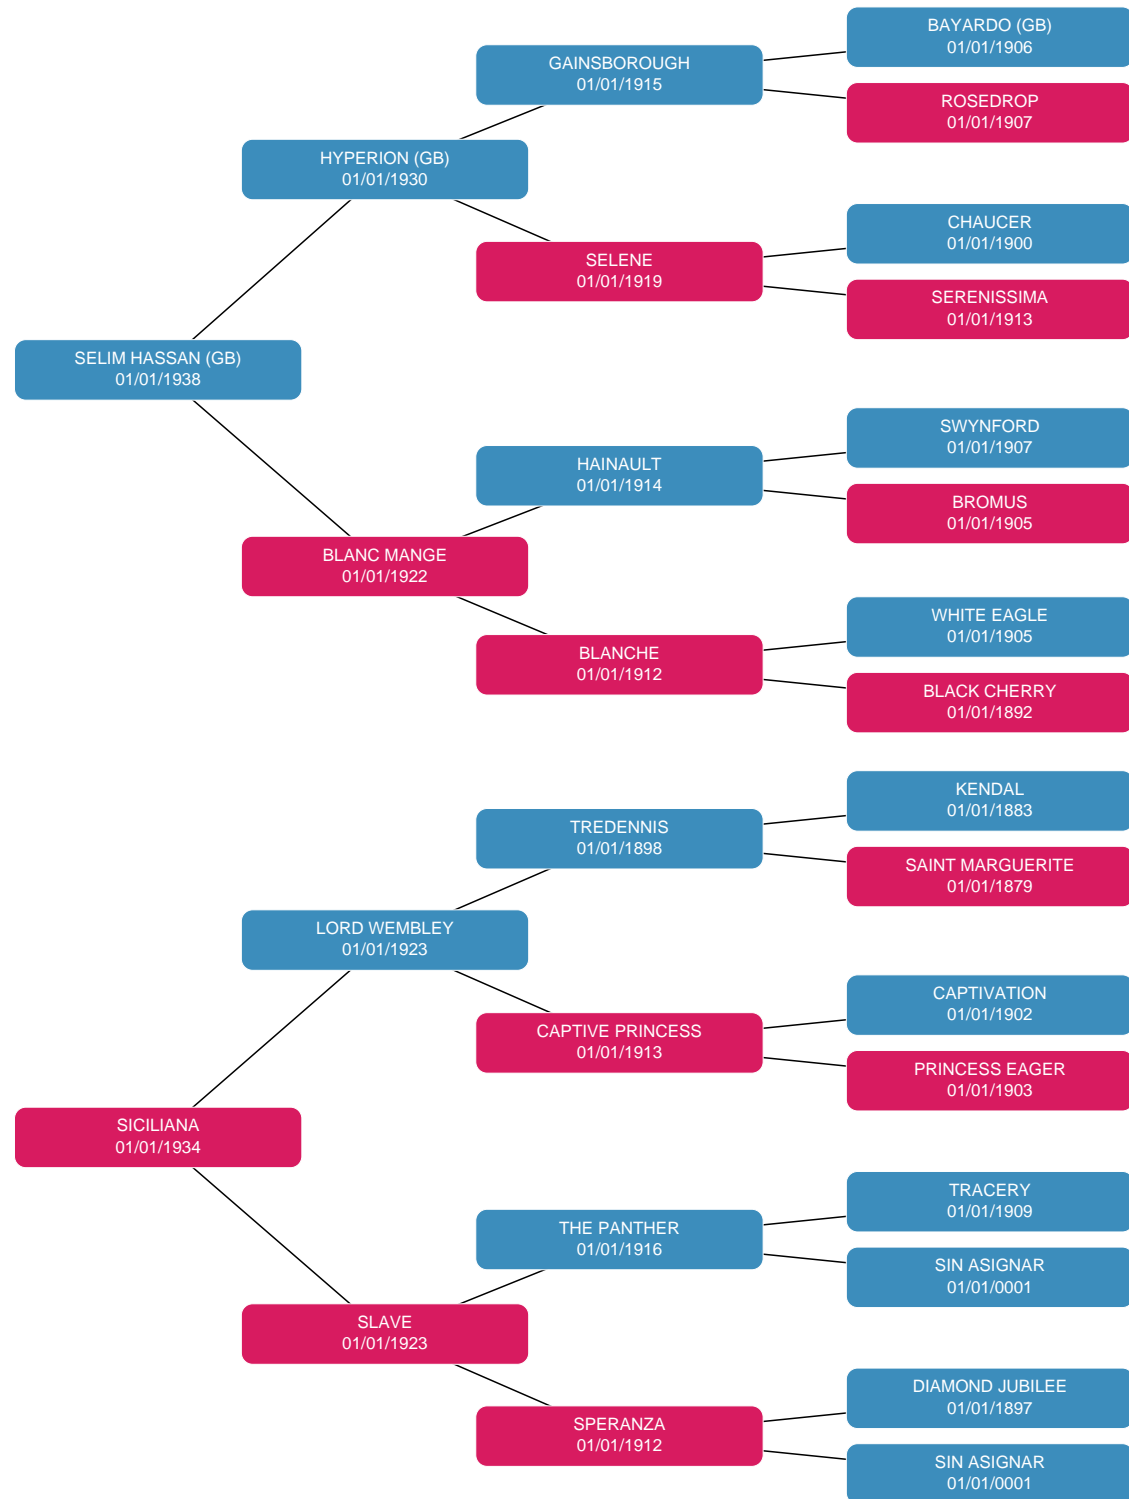 BAYARDO (GB)
01/01/1906
GAINSBOROUGH
01/01/1915
ROSEDROP
01/01/1907
HYPERION (GB)
01/01/1930
CHAUCER
01/01/1900
SELENE
01/01/1919
SERENISSIMA
01/01/1913
SELIM HASSAN (GB)
01/01/1938
SWYNFORD
01/01/1907
HAINAULT
01/01/1914
BROMUS
01/01/1905
BLANC MANGE
01/01/1922
WHITE EAGLE
01/01/1905
BLANCHE
01/01/1912
BLACK CHERRY
01/01/1892
KENDAL
01/01/1883
TREDENNIS
01/01/1898
SAINT MARGUERITE
01/01/1879
LORD WEMBLEY
01/01/1923
CAPTIVATION
01/01/1902
CAPTIVE PRINCESS
01/01/1913
PRINCESS EAGER
01/01/1903
SICILIANA
01/01/1934
TRACERY
01/01/1909
THE PANTHER
01/01/1916
SIN ASIGNAR
01/01/0001
SLAVE
01/01/1923
DIAMOND JUBILEE
01/01/1897
SPERANZA
01/01/1912
SIN ASIGNAR
01/01/0001